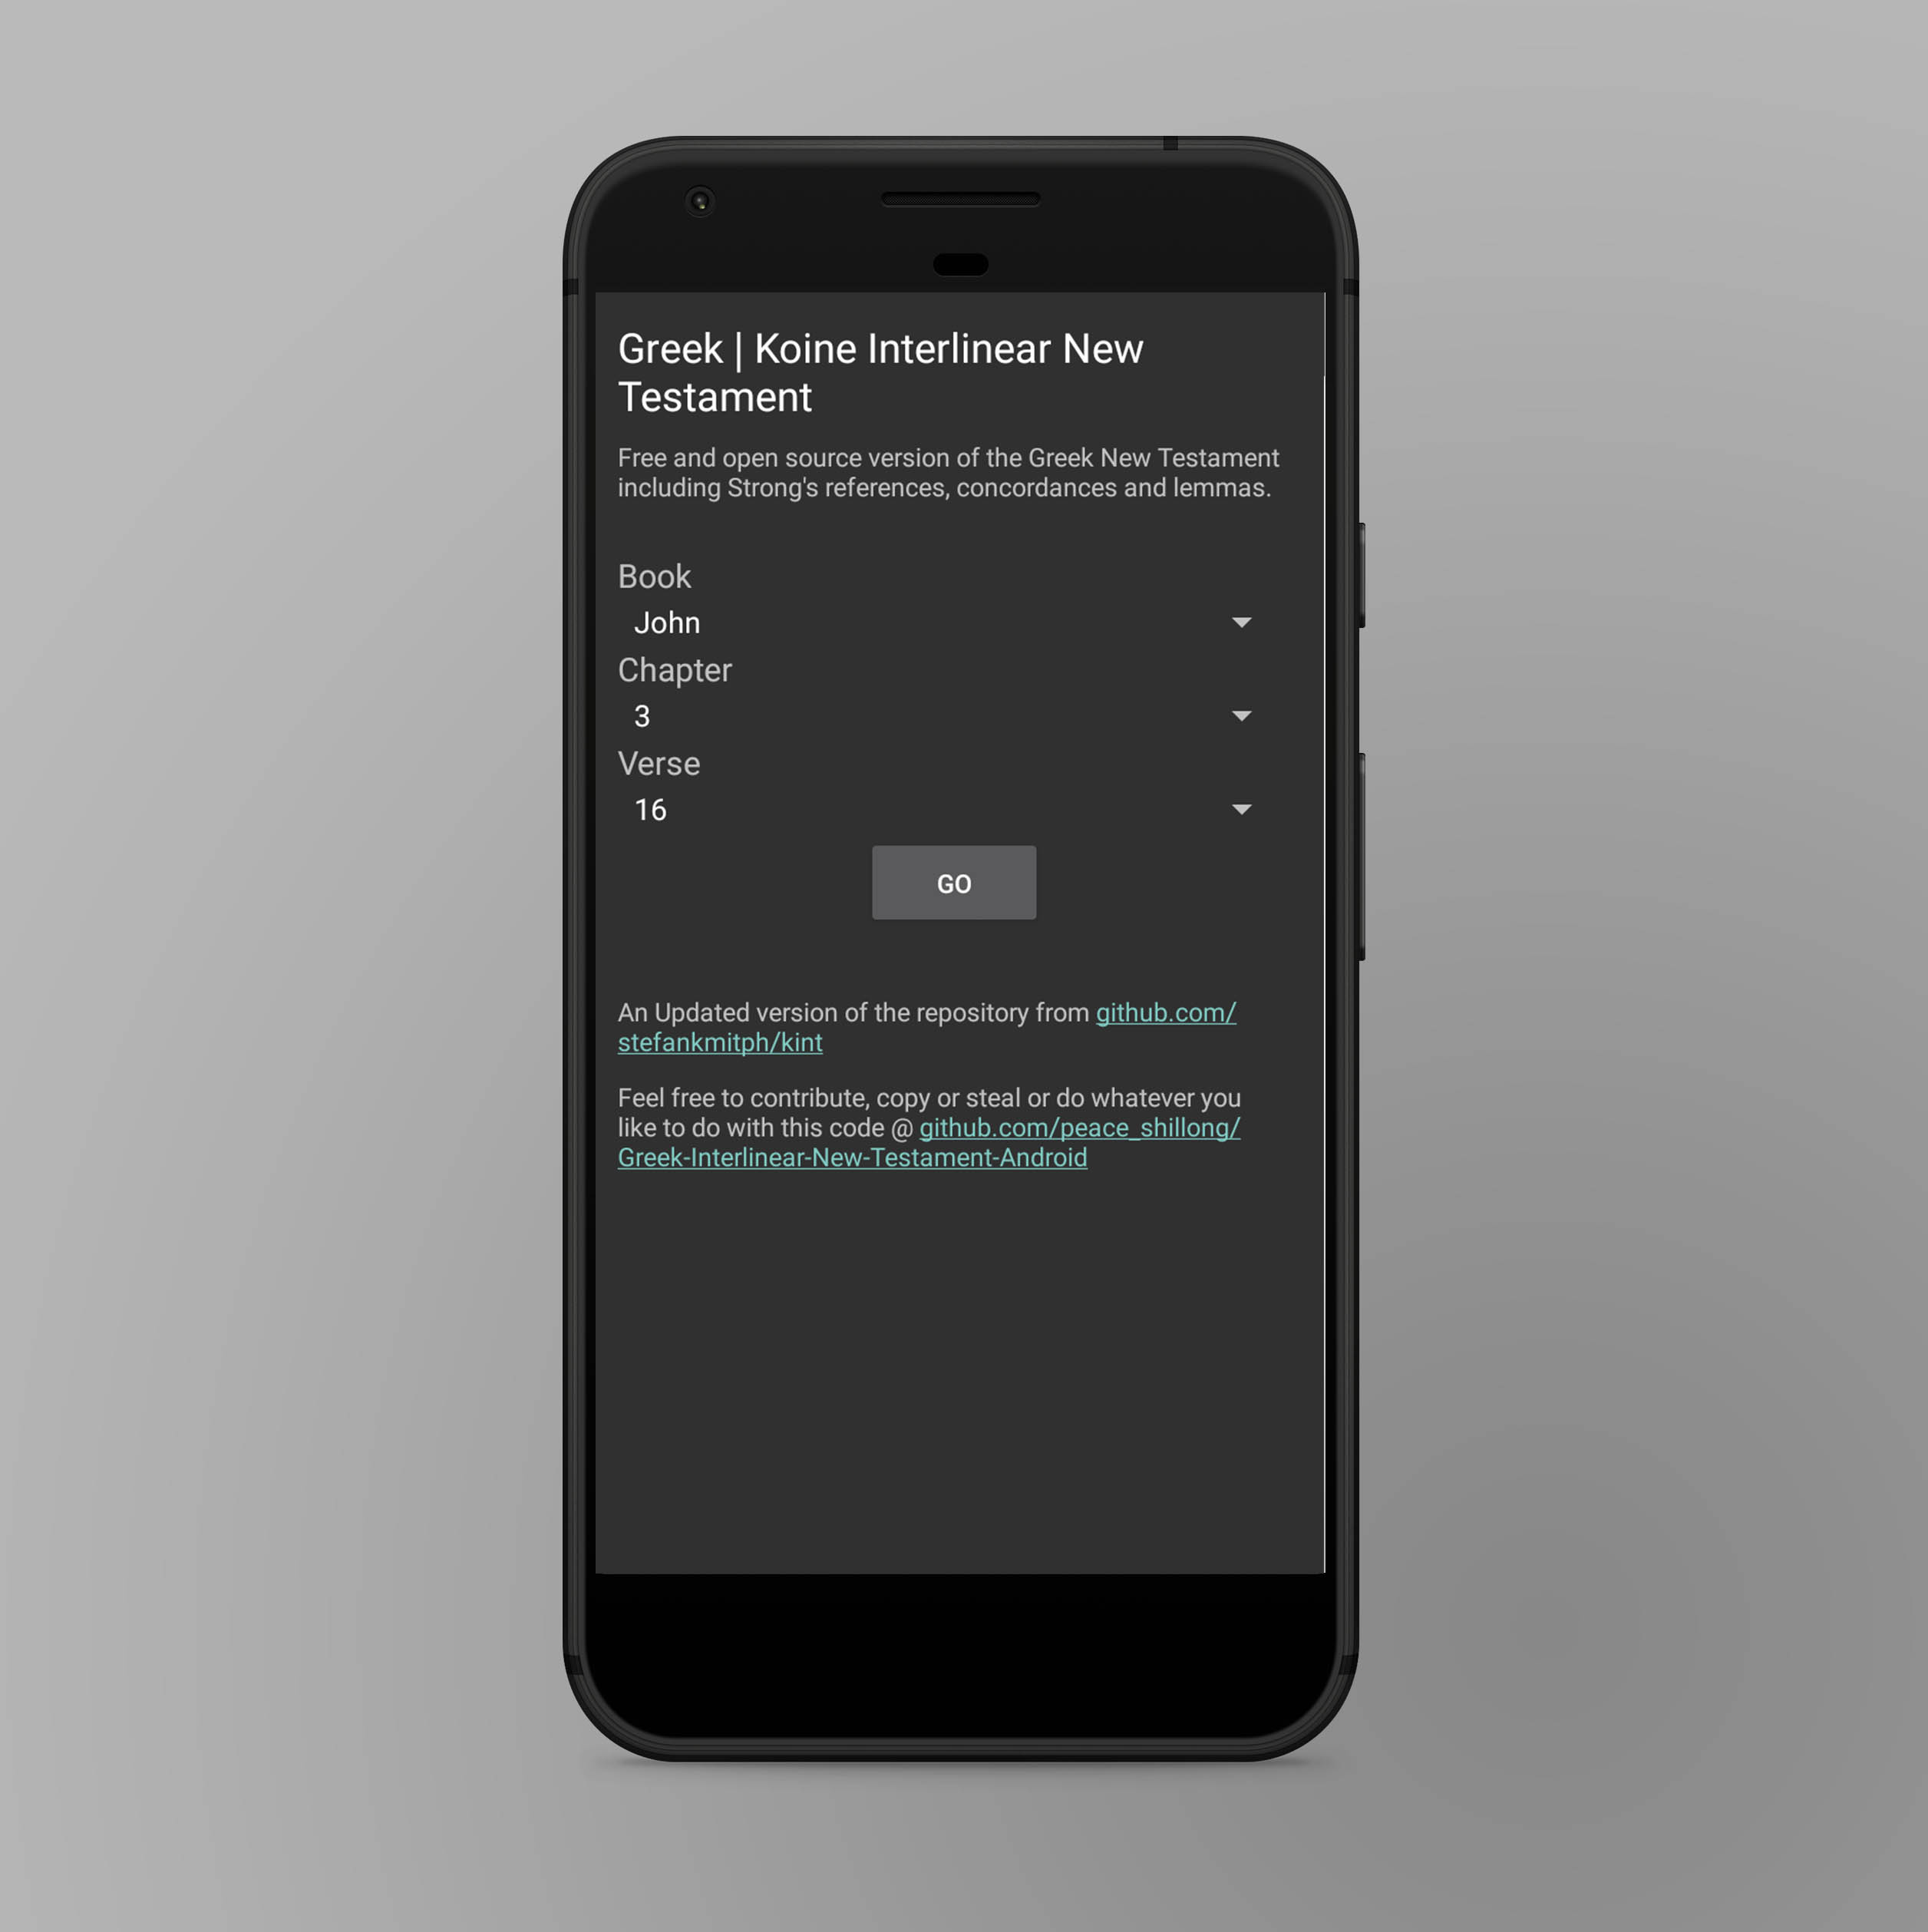 Greek | Koine Interlinear New
Testament
Free and open source version of the Greek New Testament
including Strong's references, concordances and lemmas.
Book
John
Chapter
3
Verse
16
GO
An Updated version of the repository from github.com/
stefankmitph/kint
Feel free to contribute, copy or steal or do whatever you
like to do with this code @ github.com/peace_shillong/
Greek-Interlinear-New-Testament-Android